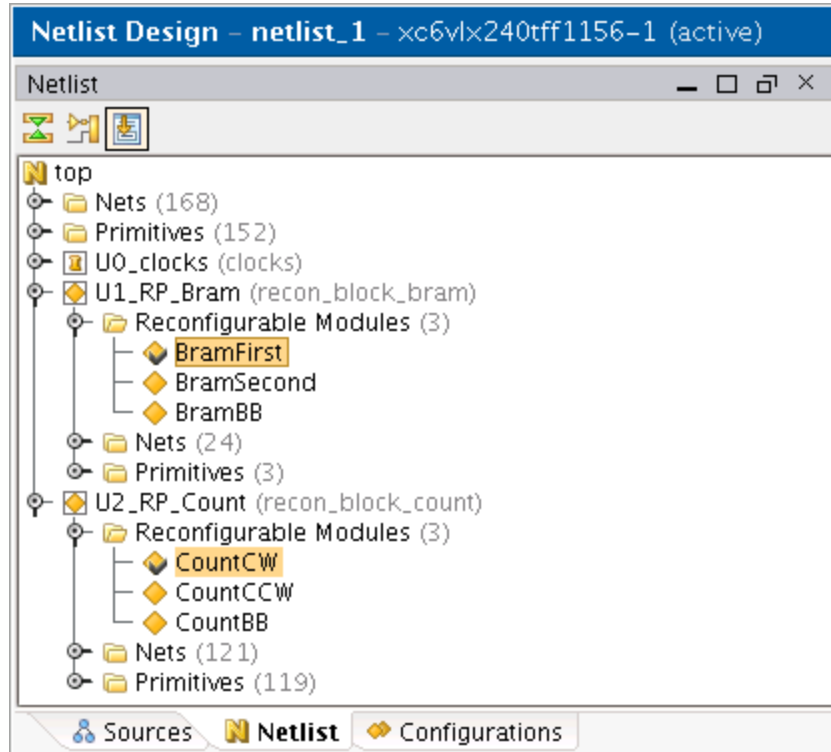 Netlist Design – netlist_1 – xc6vlx240tff1156-1 (active)
Netlist
top
Nets (168)
Primitives (152)
U0_clocks (clocks)
U1_RP_Bram (recon_block_bram)
Reconfigurable Modules (3)
BramFirst
BramSecond
BramBB
Nets (24)
Primitives (3)
U2_RP_Count (recon_block_count)
Reconfigurable Modules (3)
CountCW
CountCCW
CountBB
Nets (121)
Primitives (119)
Sources Netlist Configurations